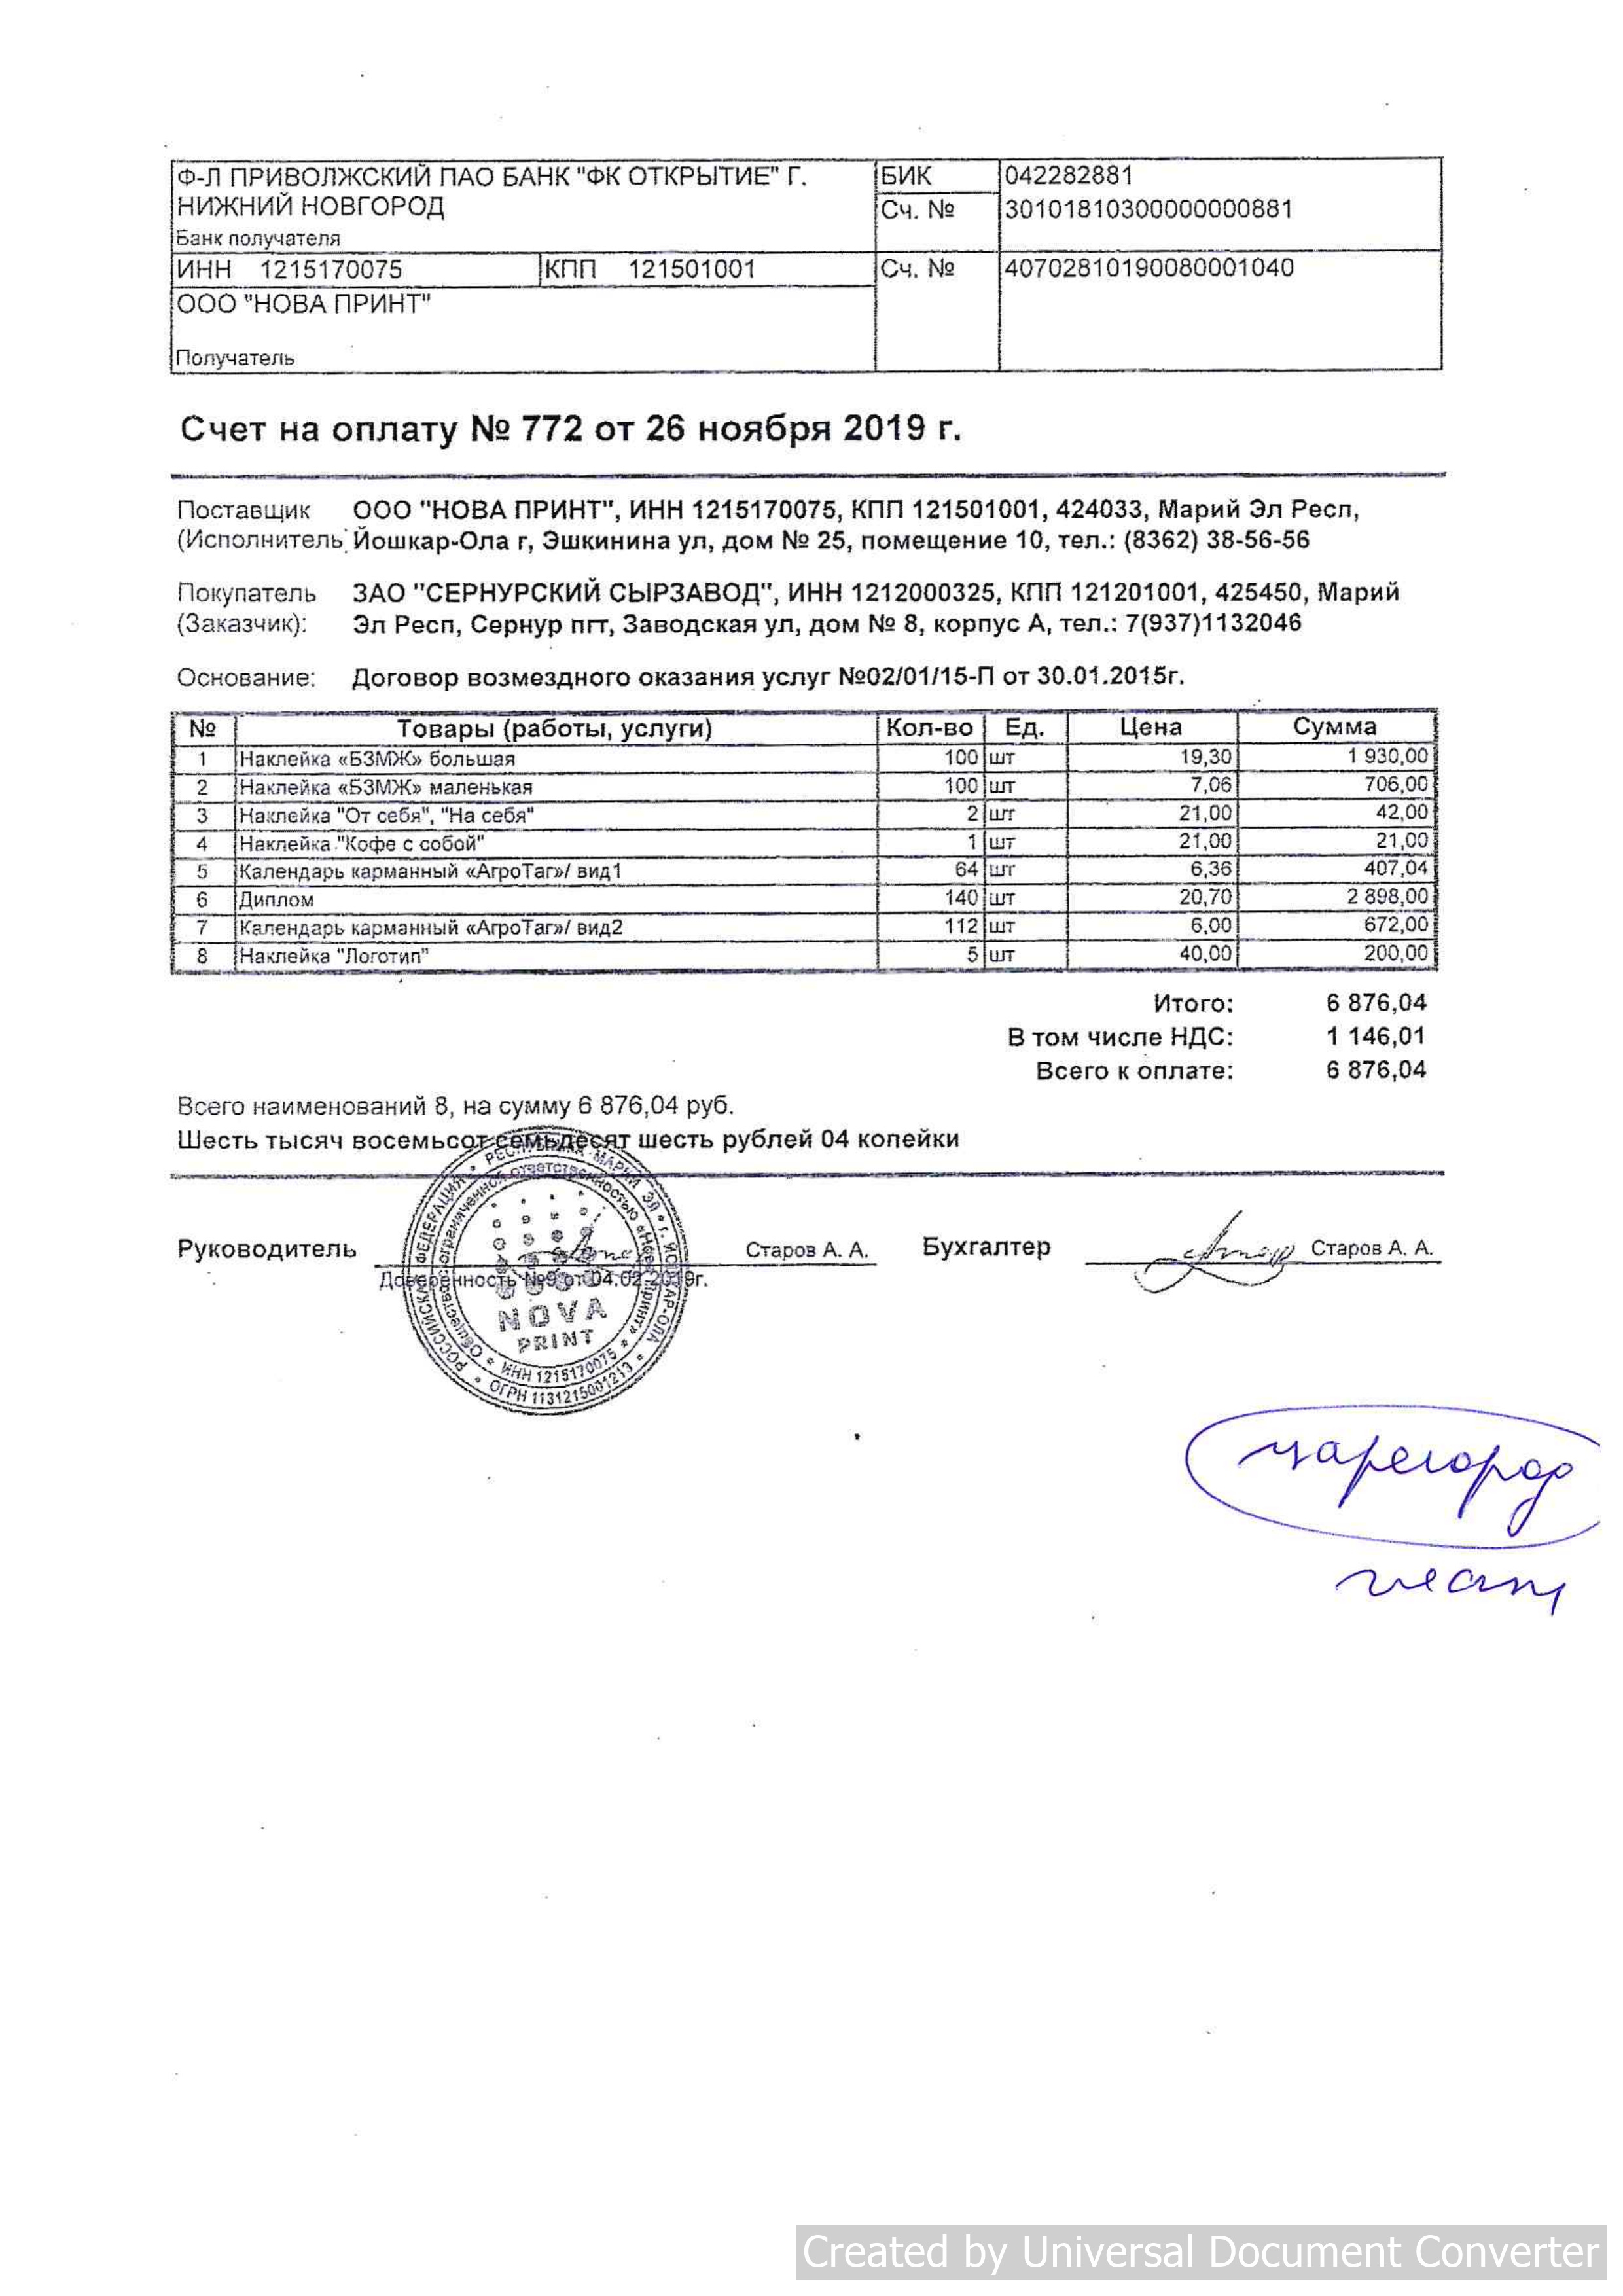 Ф-Л ПРИВОЛЖСКИЙ ПАО БАНК "ФК ОТКРЫТИЕ" Г. БИК 042282881
НИЖНИЙ НОВГОРОД Сч. № 30101810300000000881
Банк получателя
ИНН 1215170075 КПП 121501001 Сч. № 40702810190080001040
ООО "НОВА ПРИНТ"
Получатель
Счет на оплату № 772 от 26 ноября 2019 г.
Поставщик ООО "НОВА ПРИНТ", ИНН 1215170075, КПП 121501001, 424033, Марий Эл Респ,
(Исполнитель Йошкар-Ола г, Эшкинина ул, дом № 25, помещение 10, тел.: (8362) 38-56-56
Покупатель ЗАО "СЕРНУРСКИЙ СЫРЗАВОД", ИНН 1212000325, КПП 121201001, 425450, Марий
(Заказчик): Эл Респ, Сернур пгт, Заводская ул, дом № 8, корпус А, тел.: 7(937)1132046
Основание: Договор возмездного оказания услуг №02/01/15-П от 30.01.2015г.
№ Товары (работы, услуги) Кол-во Ед. Цена Сумма
1 Наклейка «БЗМЖ» большая 100 шт 19,30 1 930,00
2 Наклейка «БЗМЖ» маленькая 100 шт 7,06 706,00
3 Наклейка "От себя", "На себя" 2 шт 21,00 42,00
4 Наклейка "Кофе с собой" 1 шт 21,00 21,00
5 Календарь карманный «АгроТаг»/ вид1 64 шт 6,36 407,04
6 Диплом 140 шт 20,70 2 898,00
7 Календарь карманный «АгроТаг»/ вид2 112 шт 6,00 672,00
8 Наклейка "Логотип" 5 шт 40,00 200,00
Итого: 6 876,04
В том числе НДС: 1 146,01
Всего к оплате: 6 876,04
Всего наименований 8, на сумму 6 876,04 руб.
Шесть тысяч восемьсот семьдесят шесть рублей 04 копейки
Руководитель Старов А. А. Бухгалтер Старов А. А.
Доверенность №9 от 04.02.2019г.
РОССИЙСКАЯ ФЕДЕРАЦИЯ • РЕСПУБЛИКА МАРИЙ ЭЛ • г. ЙОШКАР-ОЛА
Общество с ограниченной ответственностью «Нова Принт»
NOVA
PRINT
ИНН 1215170075
ОГРН 1131215001213
царегород
Created by Universal Document Converter